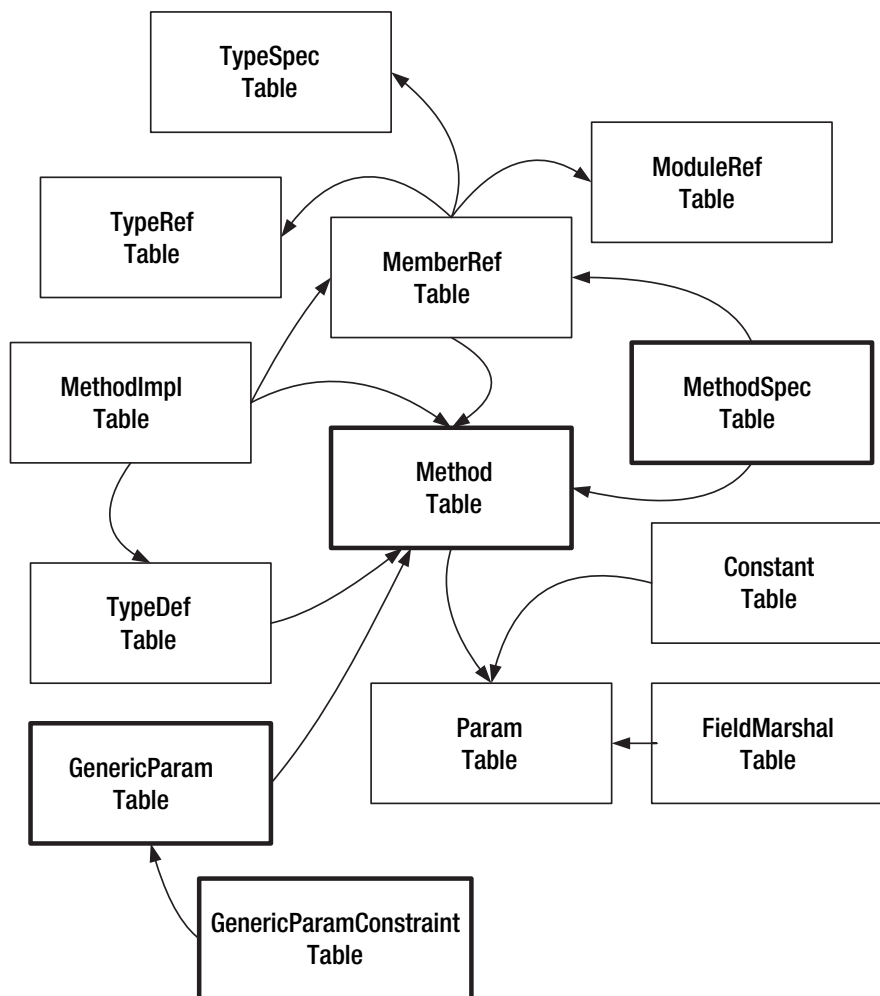 TypeSpec
Table
ModuleRef
Table
TypeRef
Table
MemberRef
Table
MethodImpl
Table
MethodSpec
Table
Method
Table
Constant
Table
TypeDef
Table
Param
Table
FieldMarshal
Table
GenericParam
Table
GenericParamConstraint
Table